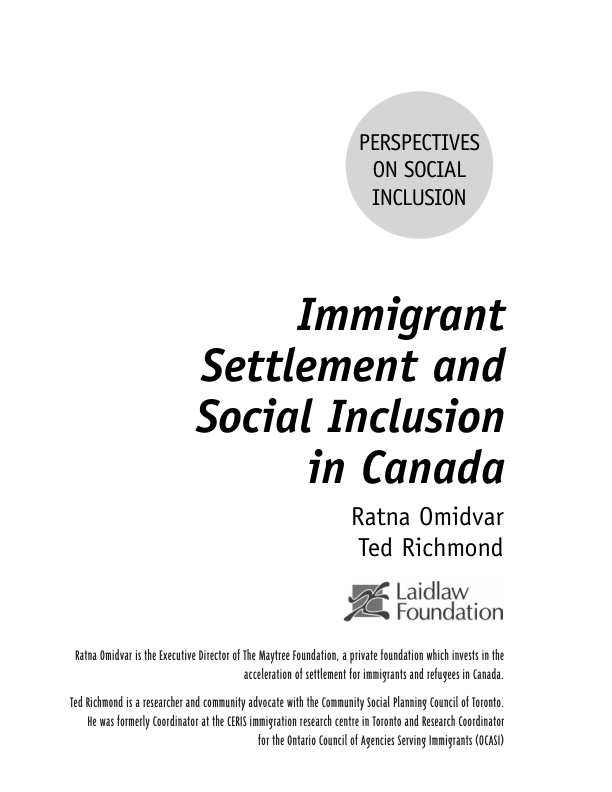 PERSPECTIVES
ON SOCIAL
INCLUSION
Immigrant
Settlement and
Social Inclusion
in Canada
Ratna Omidvar
Ted Richmond
Laidlaw
Foundation
Ratna Omidvar is the Executive Director of The Maytree Foundation, a private foundation which invests in the
acceleration of settlement for immigrants and refugees in Canada.
Ted Richmond is a researcher and community advocate with the Community Social Planning Council of Toronto.
He was formerly Coordinator at the CERIS immigration research centre in Toronto and Research Coordinator
for the Ontario Council of Agencies Serving Immigrants (OCASI)